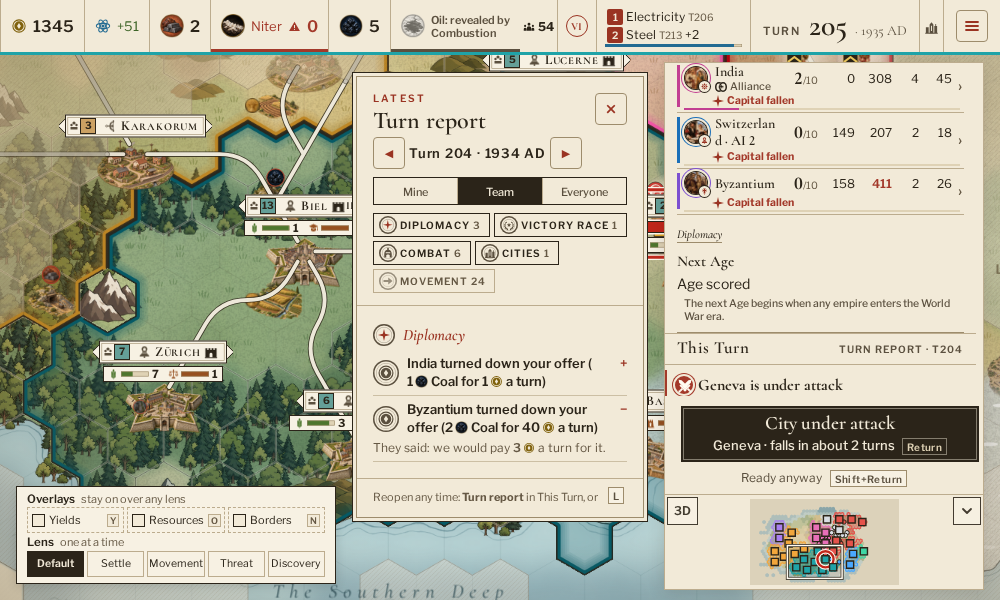 1345
+51
2
Niter 0
5
Oil: revealed by
Combustion
54
VI
1 Electricity T206
2 Steel T213 +2
TURN 205 · 1935 AD
5 LUCERNE
3 KARAKORUM
13 BIEL
1
7 ZÜRICH
7 1
6
3
LATEST
Turn report
×
◀ Turn 204 · 1934 AD ▶
Mine Team Everyone
DIPLOMACY 3 VICTORY RACE 1
COMBAT 6 CITIES 1
MOVEMENT 24
Diplomacy
India turned down your offer (
1 Coal for 1 a turn)
+
Byzantium turned down your
offer (2 Coal for 40 a turn)
–
They said: we would pay 3 a turn for it.
Reopen any time: Turn report in This Turn, or L
India 2/10 0 308 4 45 ›
Alliance
Capital fallen
Switzerlan
d · AI 2 0/10 149 207 2 18 ›
Capital fallen
Byzantium 0/10 158 411 2 26 ›
Capital fallen
Diplomacy
Next Age
Age scored
The next Age begins when any empire enters the World
War era.
This Turn TURN REPORT · T204
Geneva is under attack
City under attack
Geneva · falls in about 2 turns Return
Ready anyway Shift+Return
3D
Overlays stay on over any lens
Yields Y Resources O Borders N
Lens one at a time
Default Settle Movement Threat Discovery
The Southern Deep